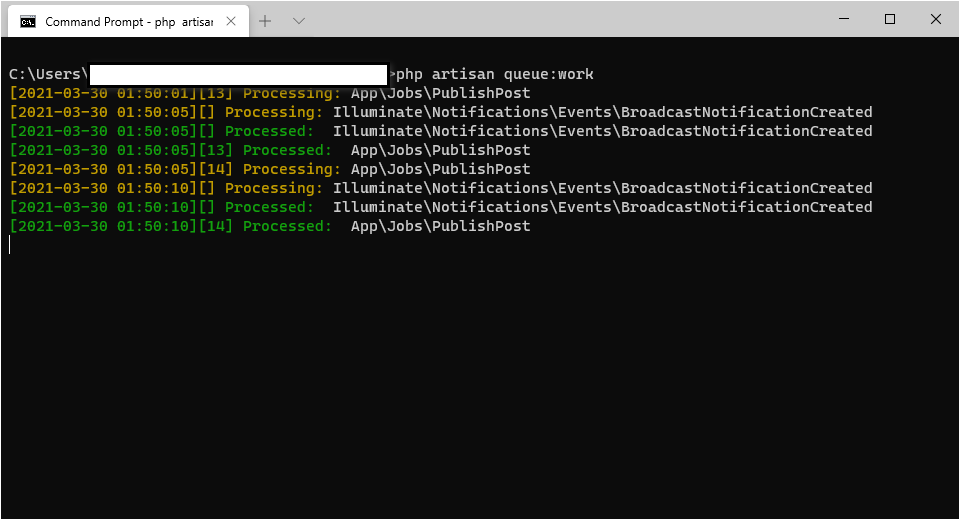 Command Prompt - php artisan
C:\Users\ >php artisan queue:work
[2021-03-30 01:50:01][13] Processing: App\Jobs\PublishPost
[2021-03-30 01:50:05][] Processing: Illuminate\Notifications\Events\BroadcastNotificationCreated
[2021-03-30 01:50:05][] Processed:  Illuminate\Notifications\Events\BroadcastNotificationCreated
[2021-03-30 01:50:05][13] Processed:  App\Jobs\PublishPost
[2021-03-30 01:50:05][14] Processing: App\Jobs\PublishPost
[2021-03-30 01:50:10][] Processing: Illuminate\Notifications\Events\BroadcastNotificationCreated
[2021-03-30 01:50:10][] Processed:  Illuminate\Notifications\Events\BroadcastNotificationCreated
[2021-03-30 01:50:10][14] Processed:  App\Jobs\PublishPost